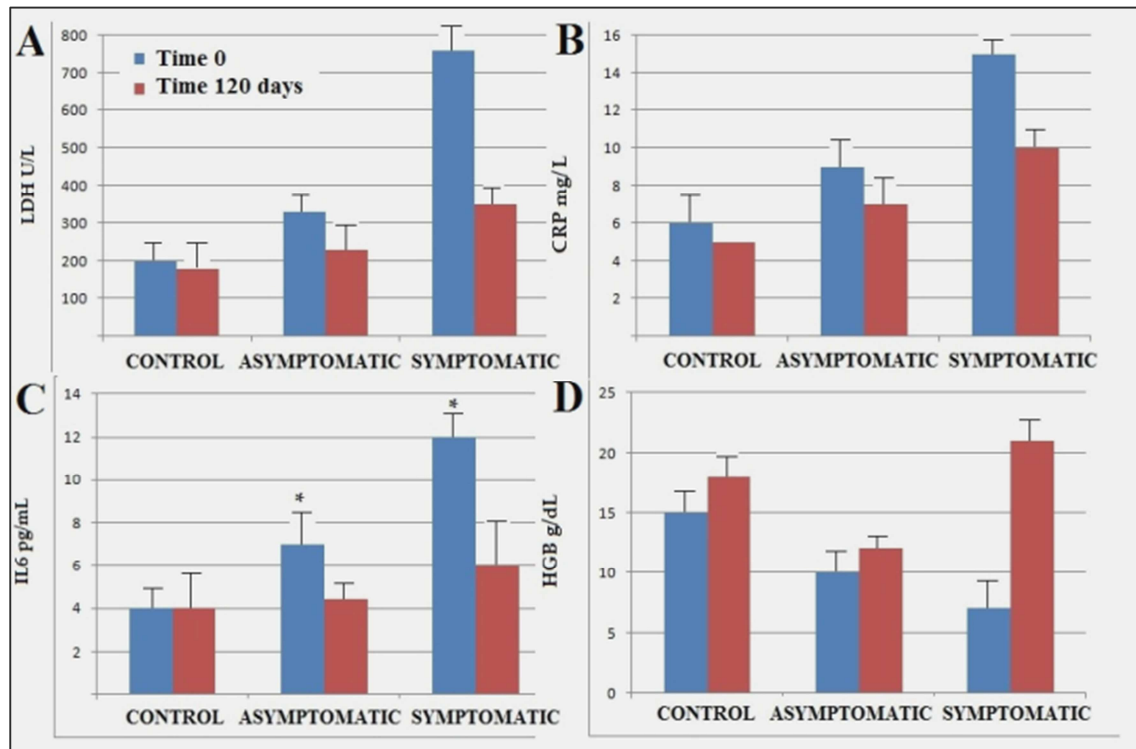 A
LDH U/L
800
700
600
500
400
300
200
100
Time 0
Time 120 days
CONTROL ASYMPTOMATIC SYMPTOMATIC
B
CRP mg/L
16
14
12
10
8
6
4
2
CONTROL ASYMPTOMATIC SYMPTOMATIC
C
IL6 pg/mL
14
12
10
8
6
4
2
*
*
CONTROL ASYMPTOMATIC SYMPTOMATIC
D
HGB g/dL
25
20
15
10
5
0
CONTROL ASYMPTOMATIC SYMPTOMATIC